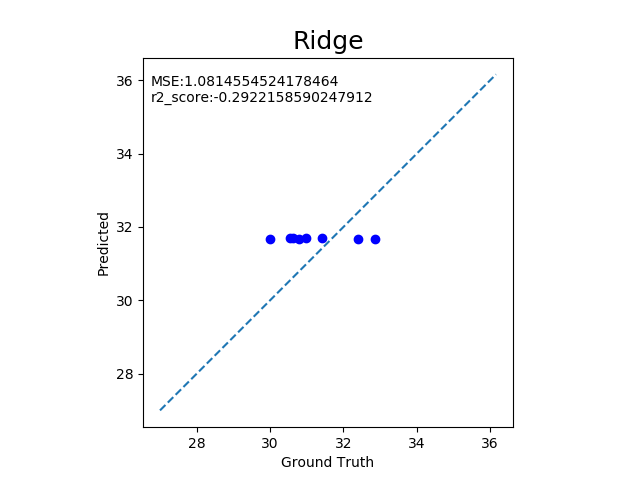 Ridge
MSE:1.0814554524178464
r2_score:-0.2922158590247912
36
34
32
30
28
Predicted
28 30 32 34 36
Ground Truth